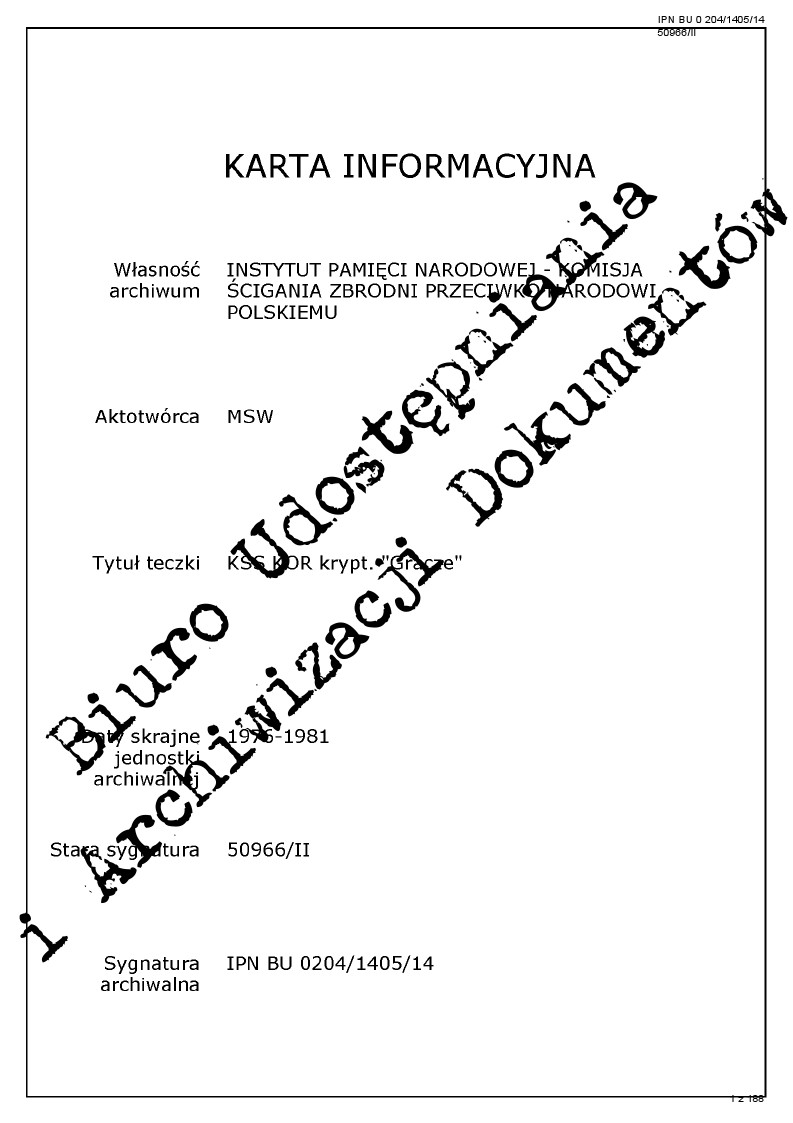 IPN BU 0 204/1405/14
50966/II
KARTA INFORMACYJNA
Własność archiwum
INSTYTUT PAMIĘCI NARODOWEJ - KOMISJA
ŚCIGANIA ZBRODNI PRZECIWKO NARODOWI
POLSKIEMU
Aktotwórca MSW
Tytuł teczki KSS KOR krypt. "Gracze"
Daty skrajne 1976-1981
jednostki
archiwalnej
Stara sygnatura 50966/II
Sygnatura IPN BU 0204/1405/14
archiwalna
Biuro Udostępniania
i Archiwizacji Dokumentów
1 z 188